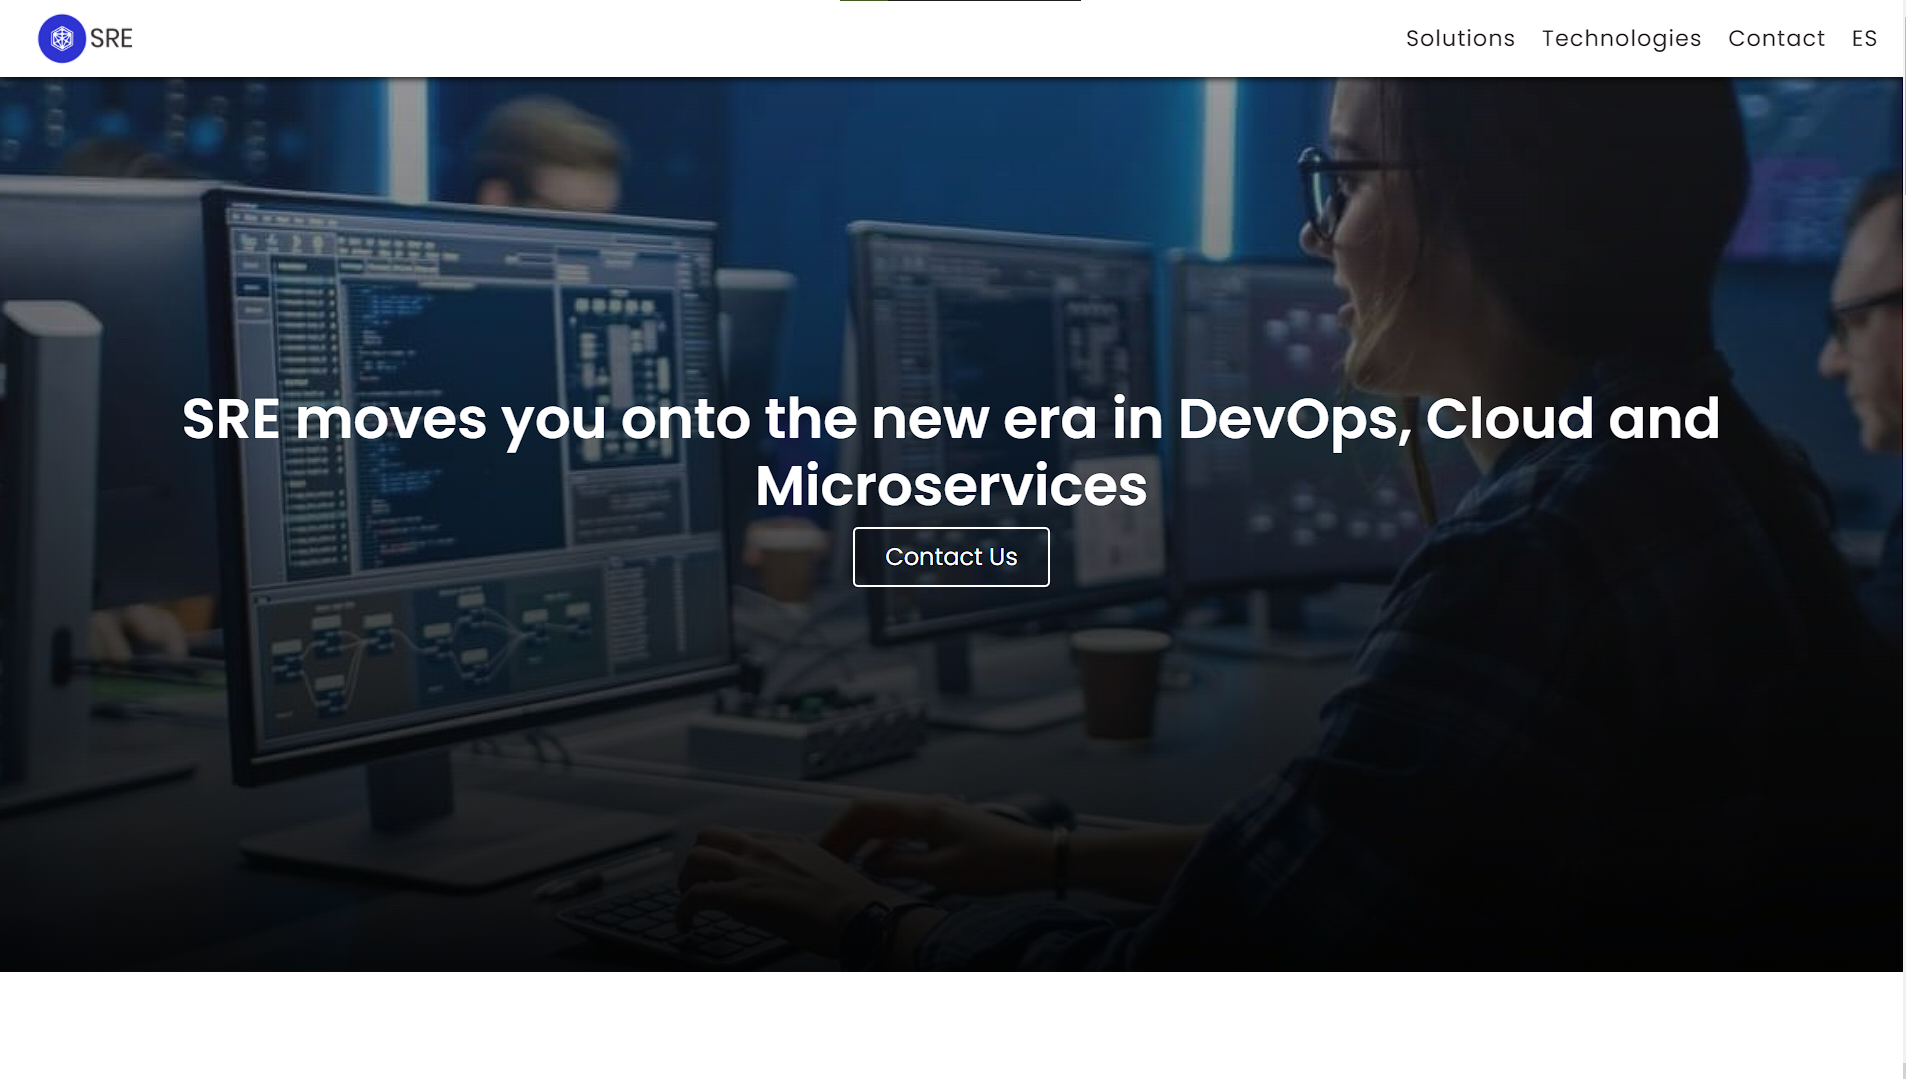 SRE
Solutions
Technologies
Contact
ES
SRE moves you onto the new era in DevOps, Cloud and
Microservices
Contact Us